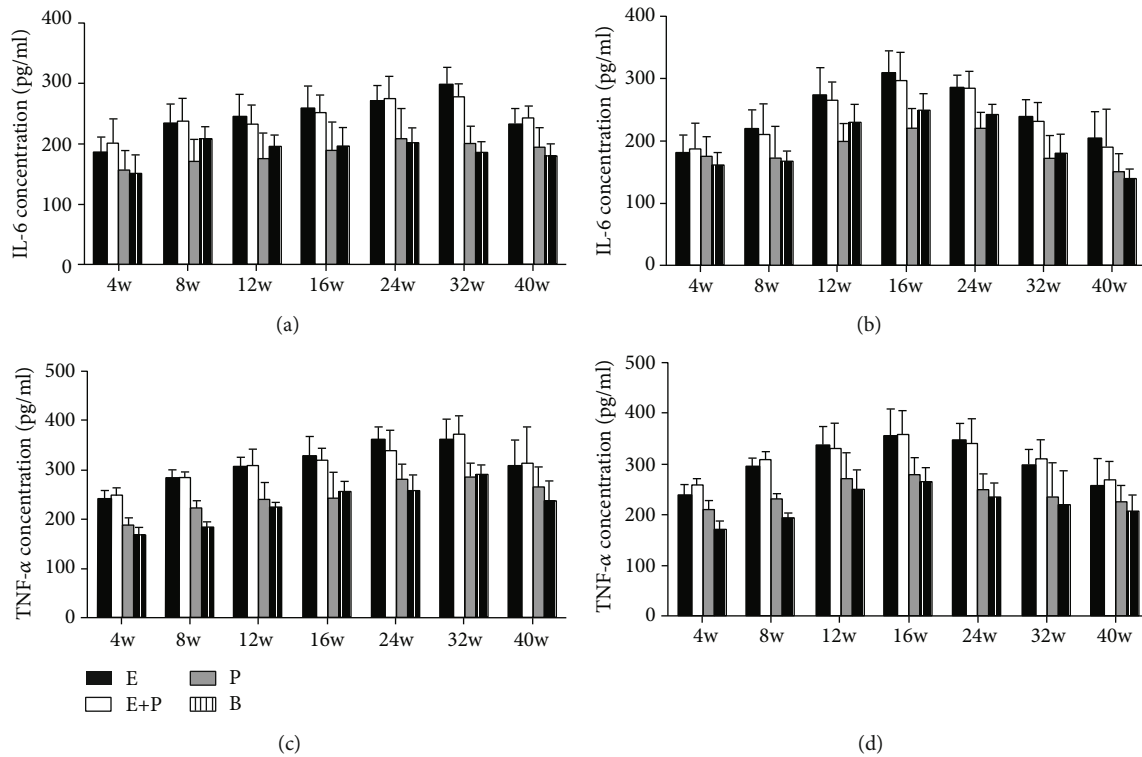 IL-6 concentration (pg/ml)
400
300
200
100
0
4w 8w 12w 16w 24w 32w 40w
(a)
IL-6 concentration (pg/ml)
400
300
200
100
0
4w 8w 12w 16w 24w 32w 40w
(b)
TNF-α concentration (pg/ml)
500
400
300
200
100
0
4w 8w 12w 16w 24w 32w 40w
E P
E+P B
(c)
TNF-α concentration (pg/ml)
500
400
300
200
100
0
4w 8w 12w 16w 24w 32w 40w
(d)